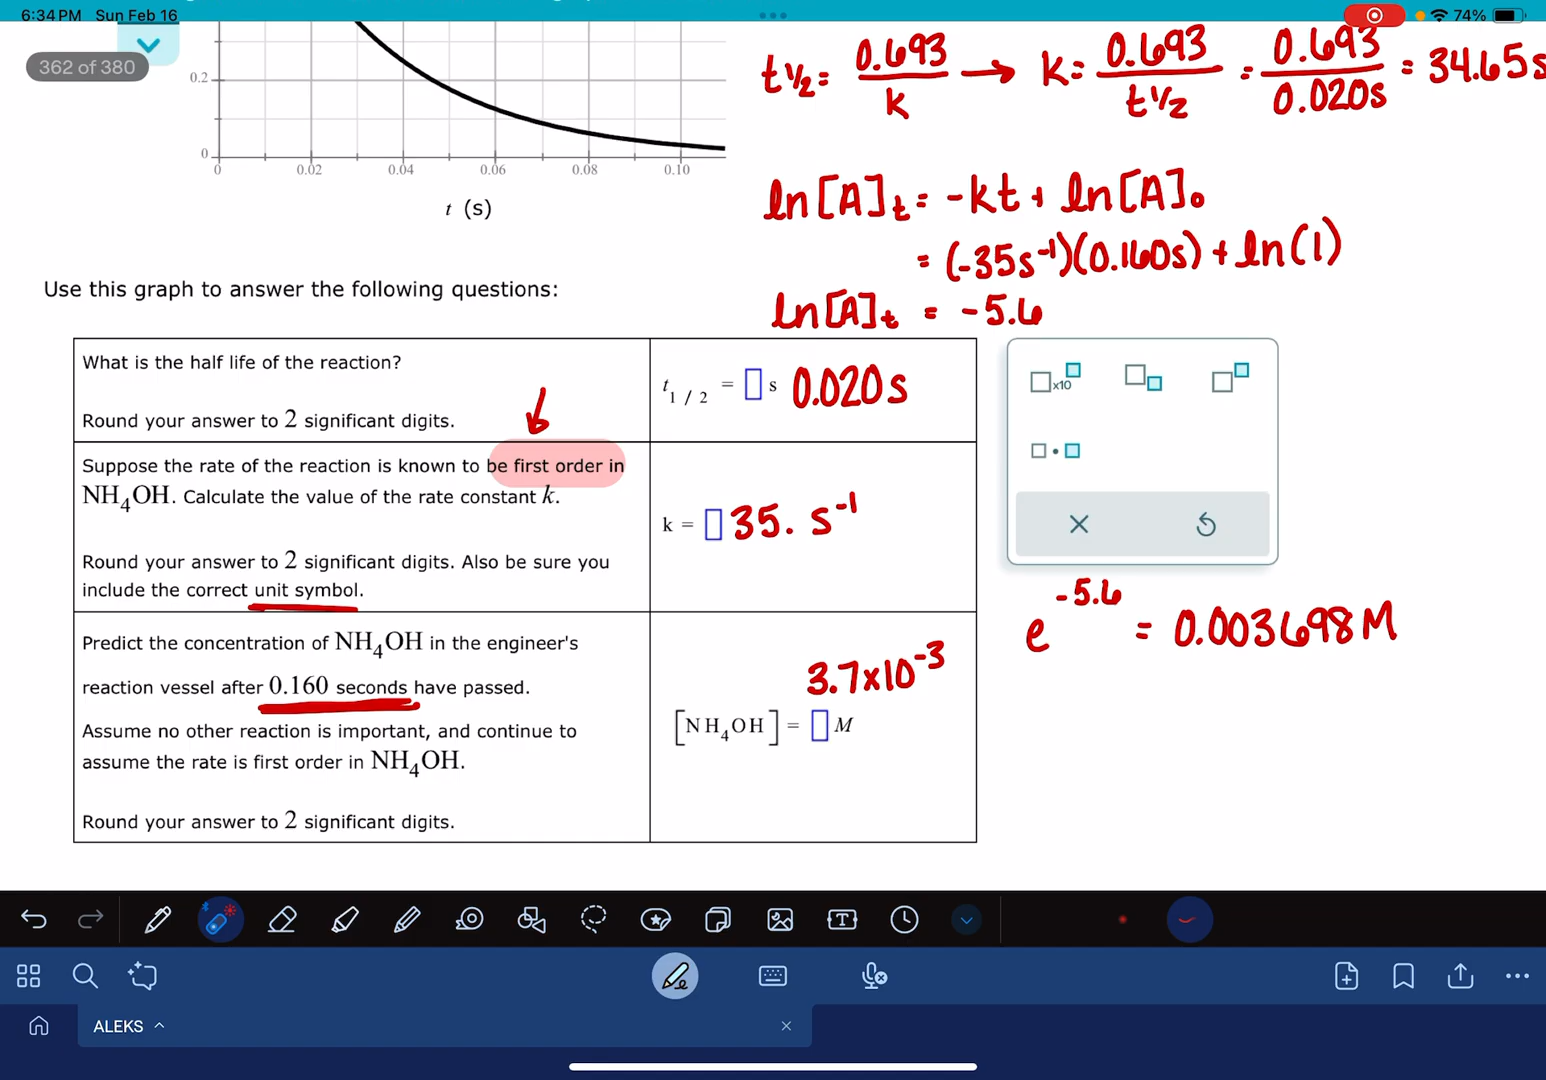 6:34 PM Sun Feb 16
74%
362 of 380
0.2
0
0 0.02 0.04 0.06 0.08 0.10
t (s)
t½ = 0.693/k → k = 0.693/t½ = 0.693/0.020s = 34.65s
ln[A]t = -kt + ln[A]₀
= (-35s⁻¹)(0.160s) + ln(1)
ln[A]t = -5.6
Use this graph to answer the following questions:
What is the half life of the reaction?
Round your answer to 2 significant digits.
t1 / 2 = s 0.020s
Suppose the rate of the reaction is known to be first order in
NH₄OH. Calculate the value of the rate constant k.
Round your answer to 2 significant digits. Also be sure you
include the correct unit symbol.
k = 35. s⁻¹
Predict the concentration of NH₄OH in the engineer's
reaction vessel after 0.160 seconds have passed.
Assume no other reaction is important, and continue to
assume the rate is first order in NH₄OH.
Round your answer to 2 significant digits.
3.7x10⁻³
[NH₄OH] = M
x10
e⁻⁵·⁶ = 0.003698M
ALEKS